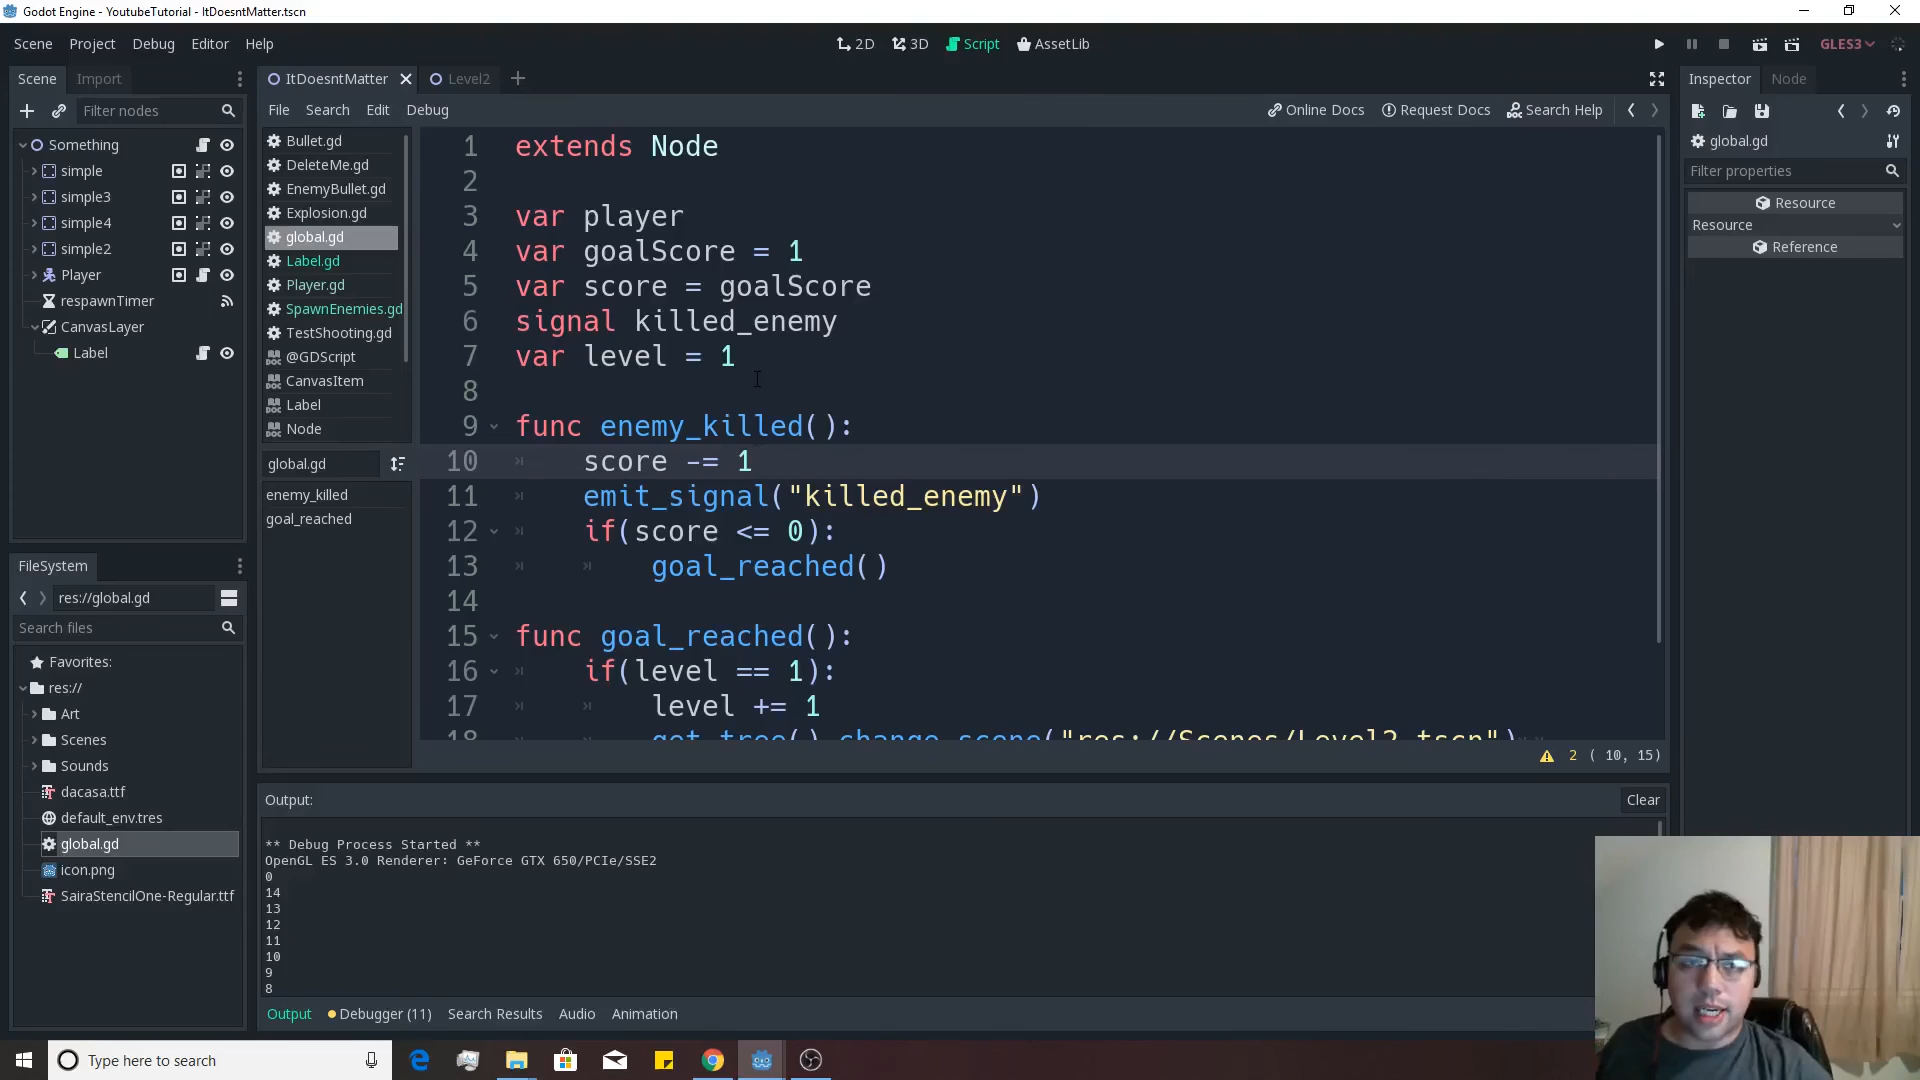 Godot Engine - YoutubeTutorial - ItDoesntMatter.tscn
Scene Project Debug Editor Help
2D 3D Script AssetLib
GLES3
Scene Import
ItDoesntMatter Level2
Inspector Node
Filter nodes
File Search Edit Debug
Online Docs Request Docs Search Help
Something
simple
simple3
simple4
simple2
Player
respawnTimer
CanvasLayer
Label
Bullet.gd
DeleteMe.gd
EnemyBullet.gd
Explosion.gd
global.gd
Label.gd
Player.gd
SpawnEnemies.gd
TestShooting.gd
@GDScript
CanvasItem
Label
Node
global.gd
enemy_killed
goal_reached
1 extends Node
2
3 var player
4 var goalScore = 1
5 var score = goalScore
6 signal killed_enemy
7 var level = 1
8
9 func enemy_killed():
10 score -= 1
11 emit_signal("killed_enemy")
12 if(score <= 0):
13 goal_reached()
14
15 func goal_reached():
16 if(level == 1):
17 level += 1
18 get_tree().change_scene("res://Scenes/Level2.tscn")
2 ( 10, 15)
global.gd
Filter properties
Resource
Resource
Reference
FileSystem
res://global.gd
Search files
Favorites:
res://
Art
Scenes
Sounds
dacasa.ttf
default_env.tres
global.gd
icon.png
SairaStencilOne-Regular.ttf
Output:
Clear
** Debug Process Started **
OpenGL ES 3.0 Renderer: GeForce GTX 650/PCIe/SSE2
0
14
13
12
11
10
9
8
Output Debugger (11) Search Results Audio Animation
Type here to search